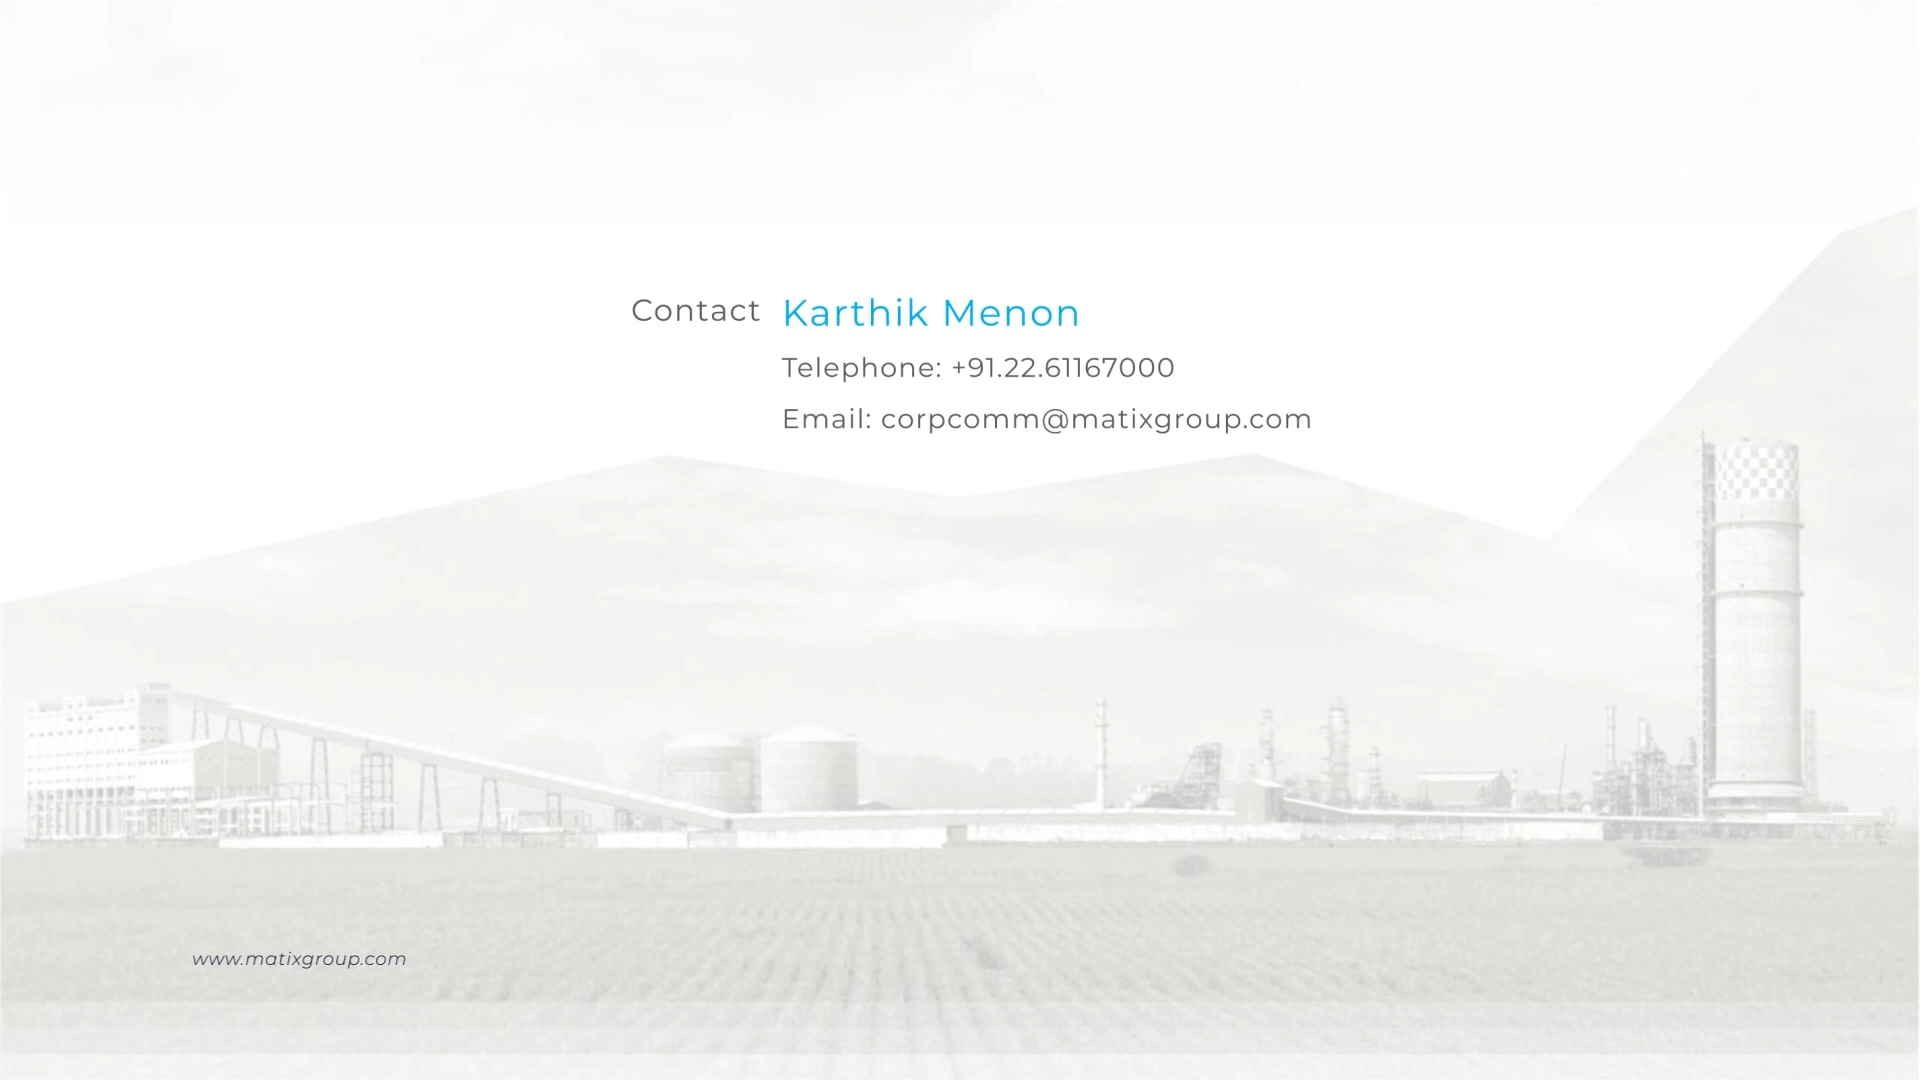 Contact Karthik Menon
Telephone: +91.22.61167000
Email: corpcomm@matixgroup.com
www.matixgroup.com